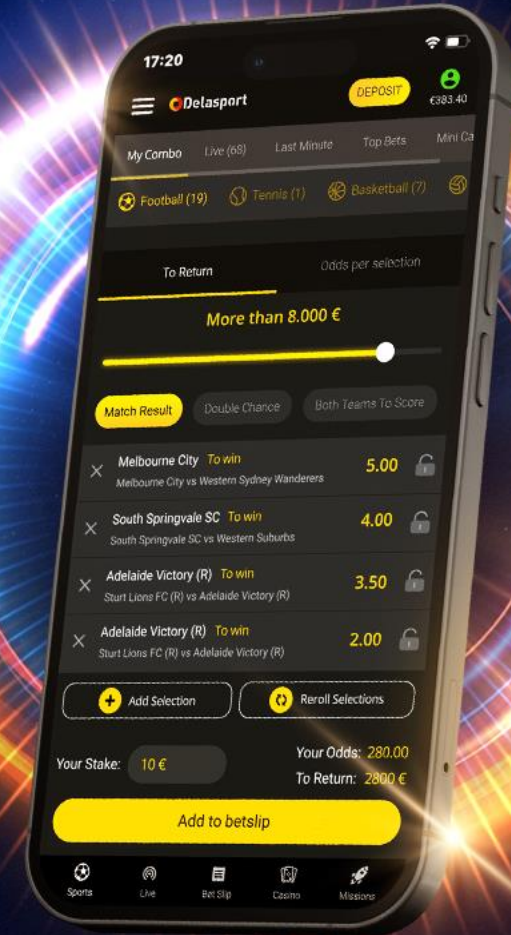 17:20
Delasport
DEPOSIT
€383.40
My Combo Live (68) Last Minute Top Bets Mini Ca
Football (19) Tennis (1) Basketball (7)
To Return Odds per selection
More than 8.000 €
Match Result Double Chance Both Teams To Score
Melbourne City To win 5.00
Melbourne City vs Western Sydney Wanderers
South Springvale SC To win 4.00
South Springvale SC vs Western Suburbs
Adelaide Victory (R) To win 3.50
Sturt Lions FC (R) vs Adelaide Victory (R)
Adelaide Victory (R) To win 2.00
Sturt Lions FC (R) vs Adelaide Victory (R)
Add Selection Reroll Selections
Your Stake: 10 € Your Odds: 280.00
To Return: 2800 €
Add to betslip
Sports Live Bet Slip Casino Missions